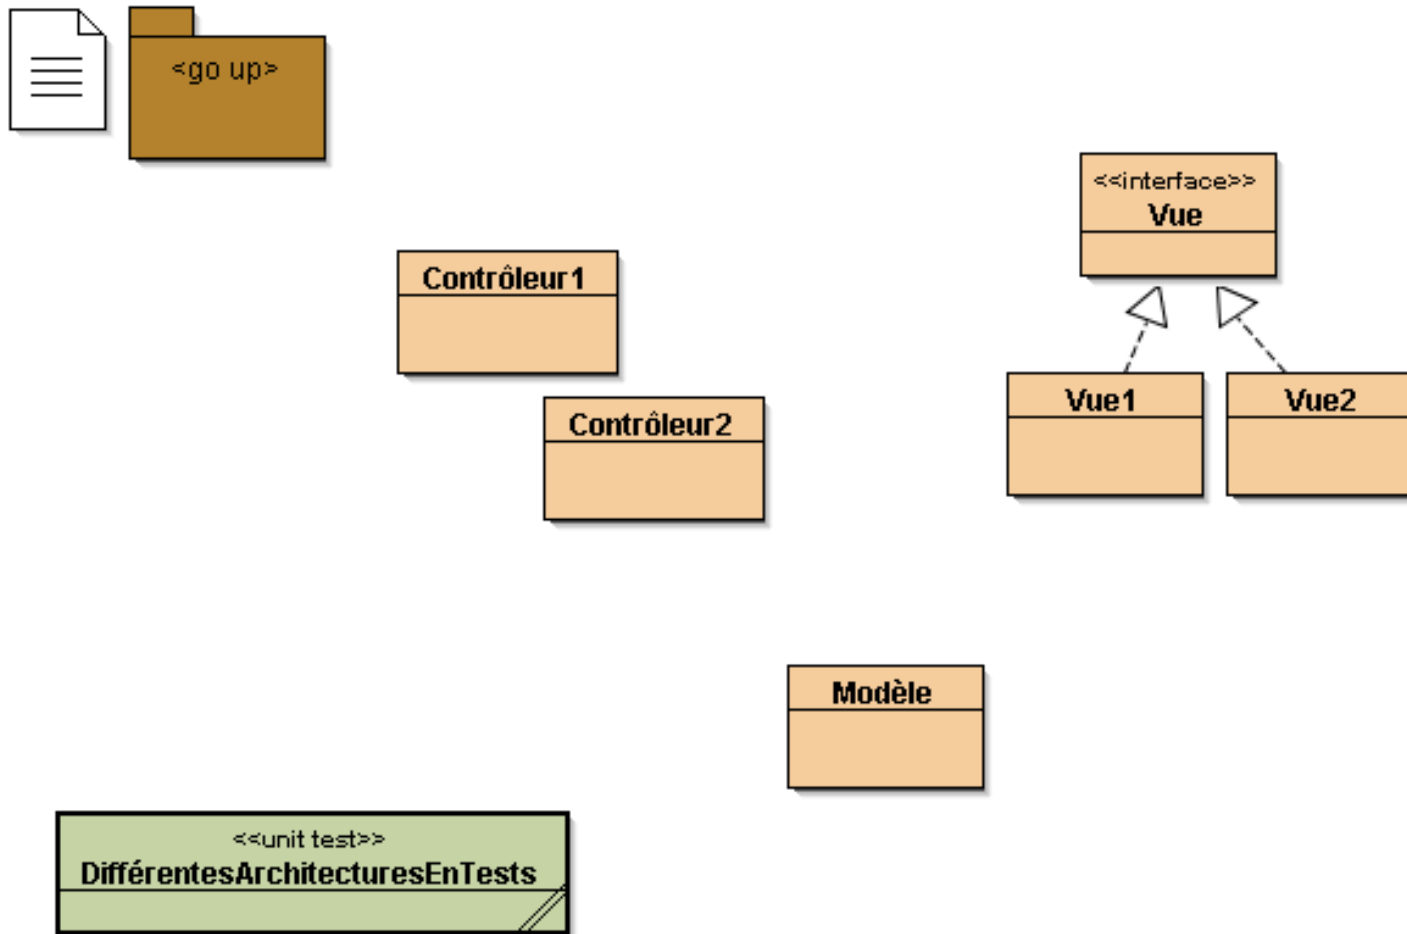 <go up>
<<interface>>
Vue
Contrôleur1
Vue1
Vue2
Contrôleur2
Modèle
<<unit test>>
DifférentesArchitecturesEnTests